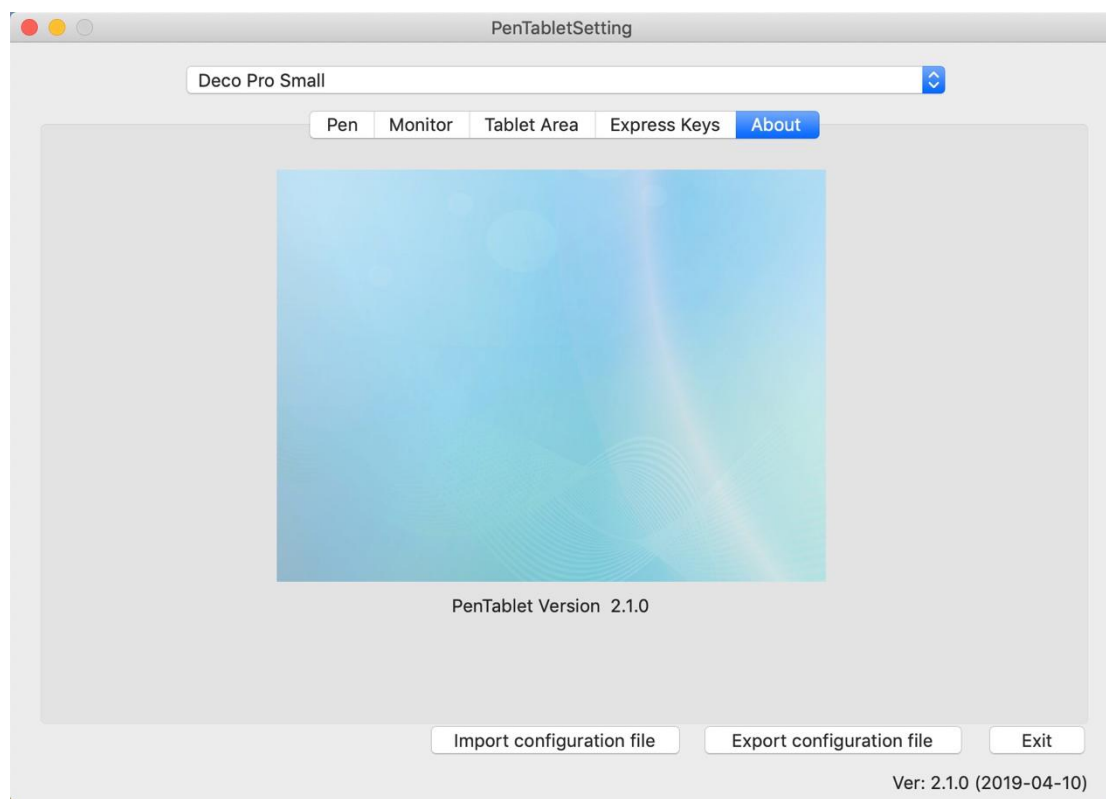 PenTabletSetting
Deco Pro Small
Pen Monitor Tablet Area Express Keys About
PenTablet Version 2.1.0
Import configuration file Export configuration file Exit
Ver: 2.1.0 (2019-04-10)